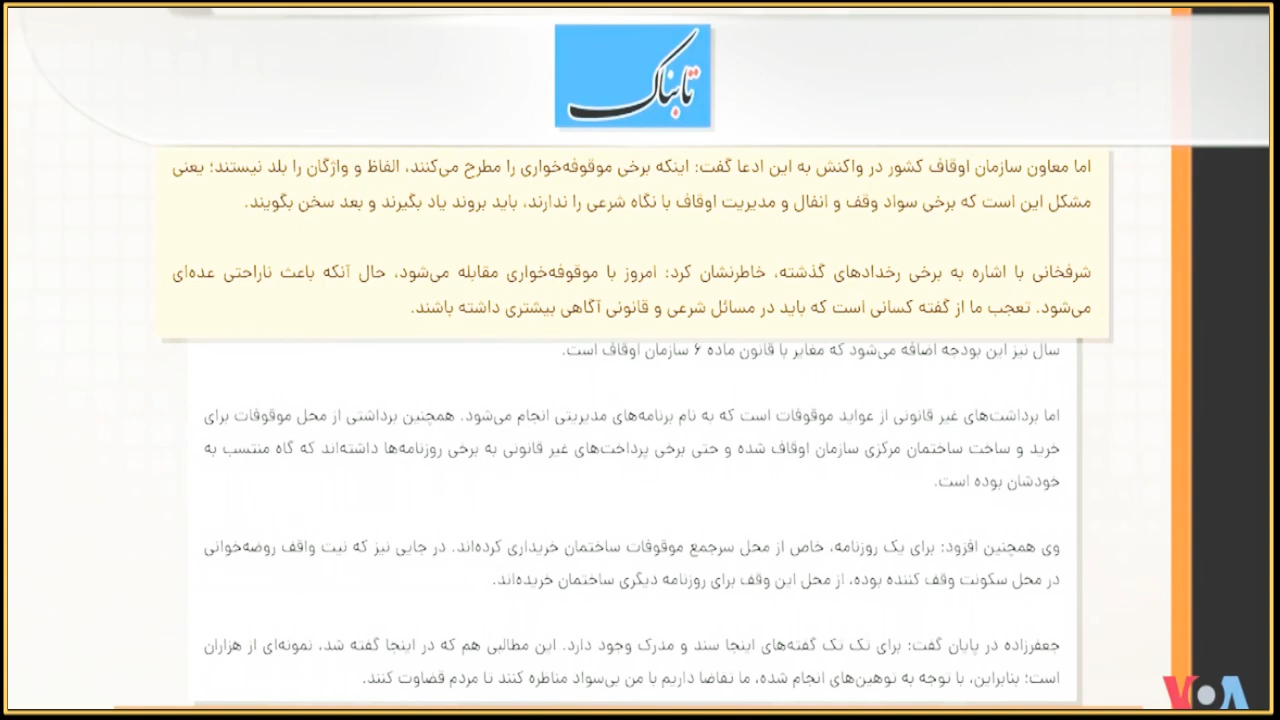 تابناک
اما معاون سازمان اوقاف کشور در واکنش به این ادعا گفت: اینکه برخی موقوفه‌خواری را مطرح می‌کنند، الفاظ و واژگان را بلد نیستند؛ یعنی
مشکل این است که برخی سواد وقف و انفال و مدیریت اوقاف با نگاه شرعی را ندارند، باید بروند یاد بگیرند و بعد سخن بگویند.
شرفخانی با اشاره به برخی رخدادهای گذشته، خاطرنشان کرد: امروز با موقوفه‌خواری مقابله می‌شود، حال آنکه باعث ناراحتی عده‌ای
می‌شود. تعجب ما از گفته کسانی است که باید در مسائل شرعی و قانونی آگاهی بیشتری داشته باشند.
سال نیز این بودجه اضافه می‌شود که مغایر با قانون ماده ۶ سازمان اوقاف است.
اما برداشت‌های غیر قانونی از عواید موقوفات است که به نام برنامه‌های مدیریتی انجام می‌شود. همچنین برداشتی از محل موقوفات برای
خرید و ساخت ساختمان مرکزی سازمان اوقاف شده و حتی برخی پرداخت‌های غیر قانونی به برخی روزنامه‌ها داشته‌اند که گاه منتسب به
خودشان بوده است.
وی همچنین افزود: برای یک روزنامه، خاص از محل سرجمع موقوفات ساختمان خریداری کرده‌اند. در جایی نیز که نیت واقف روضه‌خوانی
در محل سکونت وقف کننده بوده، از محل این وقف برای روزنامه دیگری ساختمان خریده‌اند.
جعفرزاده در پایان گفت: برای تک تک گفته‌های اینجا سند و مدرک وجود دارد. این مطالبی هم که در اینجا گفته شد، نمونه‌ای از هزاران
است؛ بنابراین، با توجه به توهین‌های انجام شده، ما تقاضا داریم با من بی‌سواد مناظره کنند تا مردم قضاوت کنند.
VOA